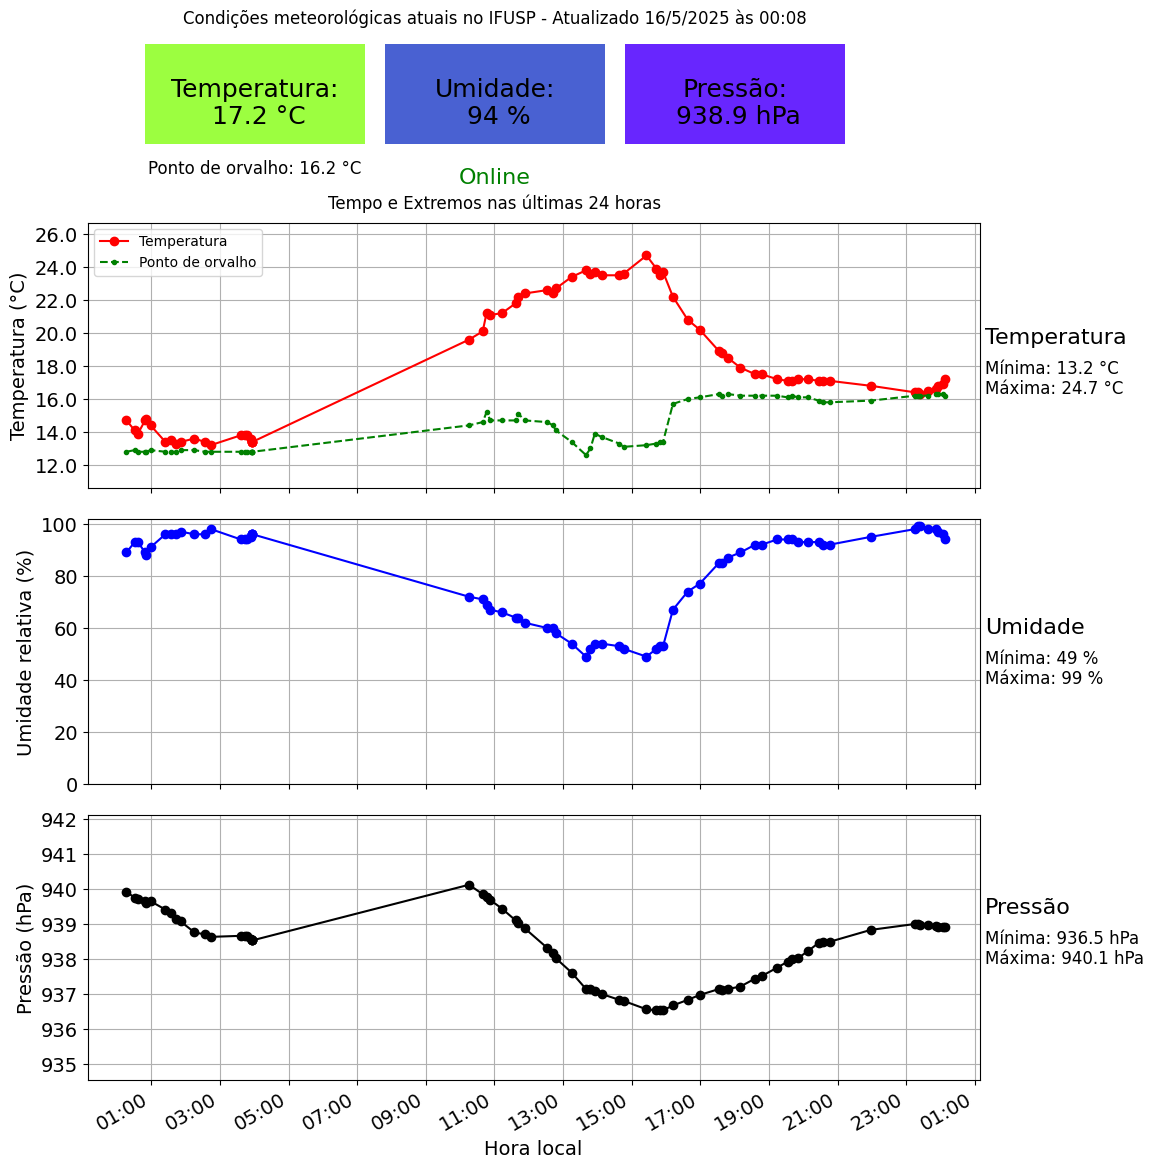 Condições meteorológicas atuais no IFUSP - Atualizado 16/5/2025 às 00:08
Temperatura:
17.2 °C
Umidade:
94 %
Pressão:
938.9 hPa
Ponto de orvalho: 16.2 °C
Online
Tempo e Extremos nas últimas 24 horas
Temperatura (°C)
26.0
24.0
22.0
20.0
18.0
16.0
14.0
12.0
Temperatura
Ponto de orvalho
Temperatura
Mínima: 13.2 °C
Máxima: 24.7 °C
Umidade relativa (%)
100
80
60
40
20
0
Umidade
Mínima: 49 %
Máxima: 99 %
Pressão (hPa)
942
941
940
939
938
937
936
935
Pressão
Mínima: 936.5 hPa
Máxima: 940.1 hPa
01:00 03:00 05:00 07:00 09:00 11:00 13:00 15:00 17:00 19:00 21:00 23:00 01:00
Hora local